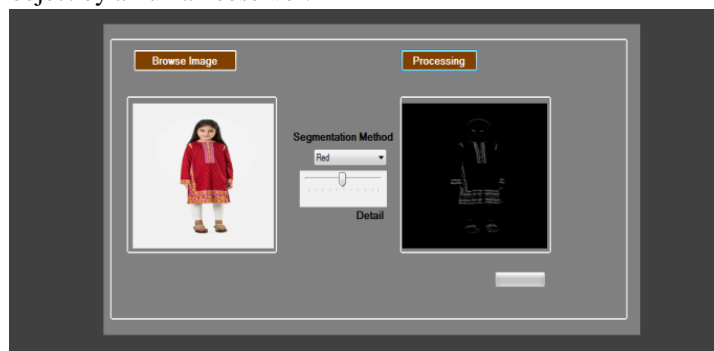 Browse Image
Processing
Segmentation Method
Red
Detail